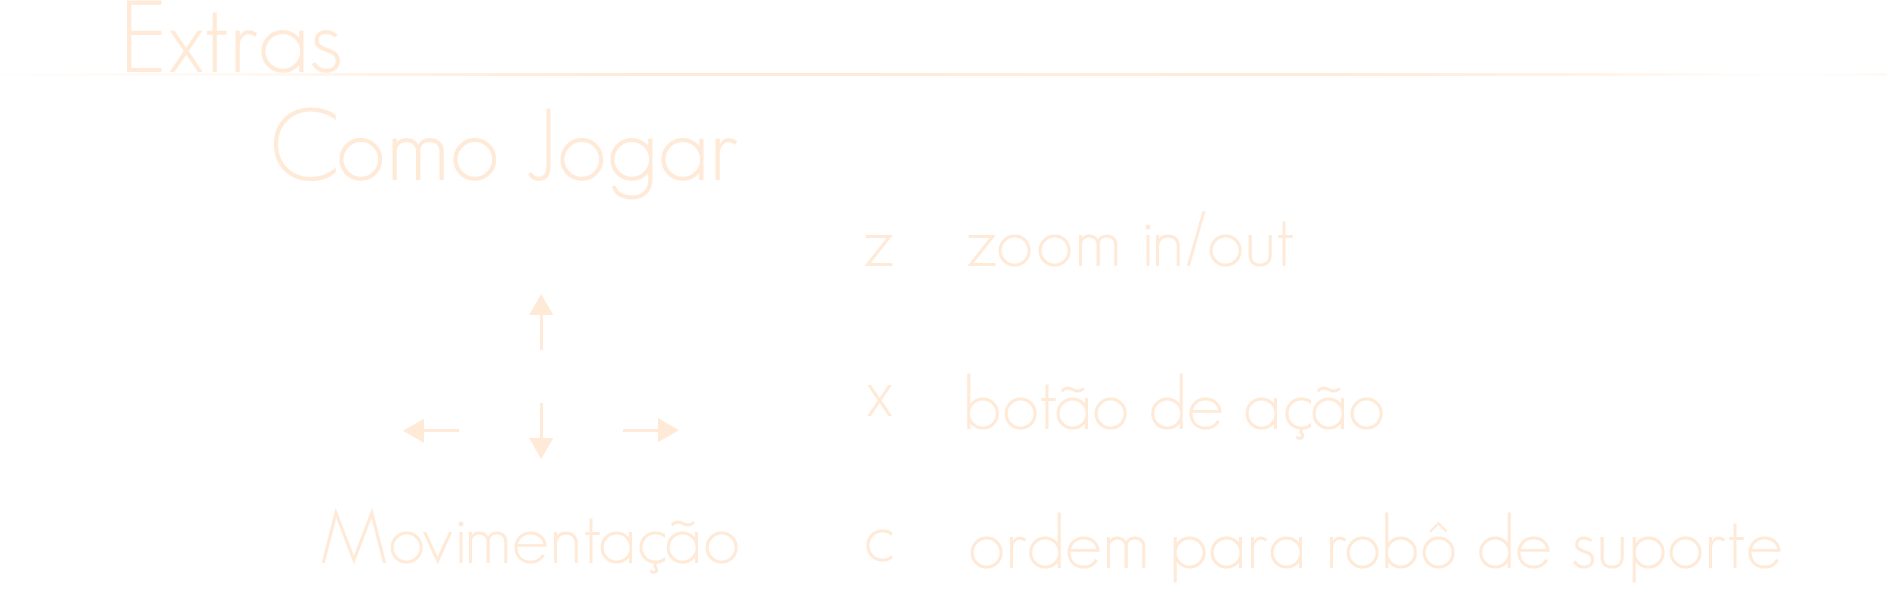 Extras
Como Jogar
z zoom in/out
x botão de ação
Movimentação
c ordem para robô de suporte